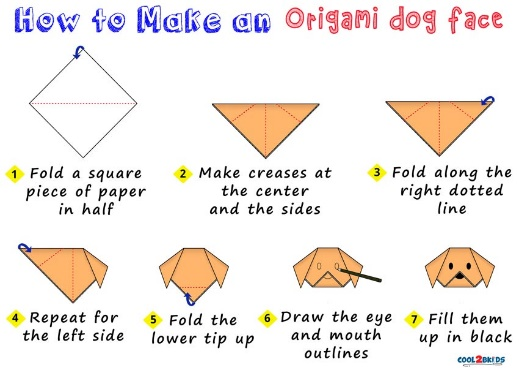 How to Make an Origami dog face
1 Fold a square
piece of paper
in half
2 Make creases at
the center
and the sides
3 Fold along the
right dotted
line
4 Repeat for
the left side
5 Fold the
lower tip up
6 Draw the eye
and mouth
outlines
7 Fill them
up in black
COOL2BKIDS